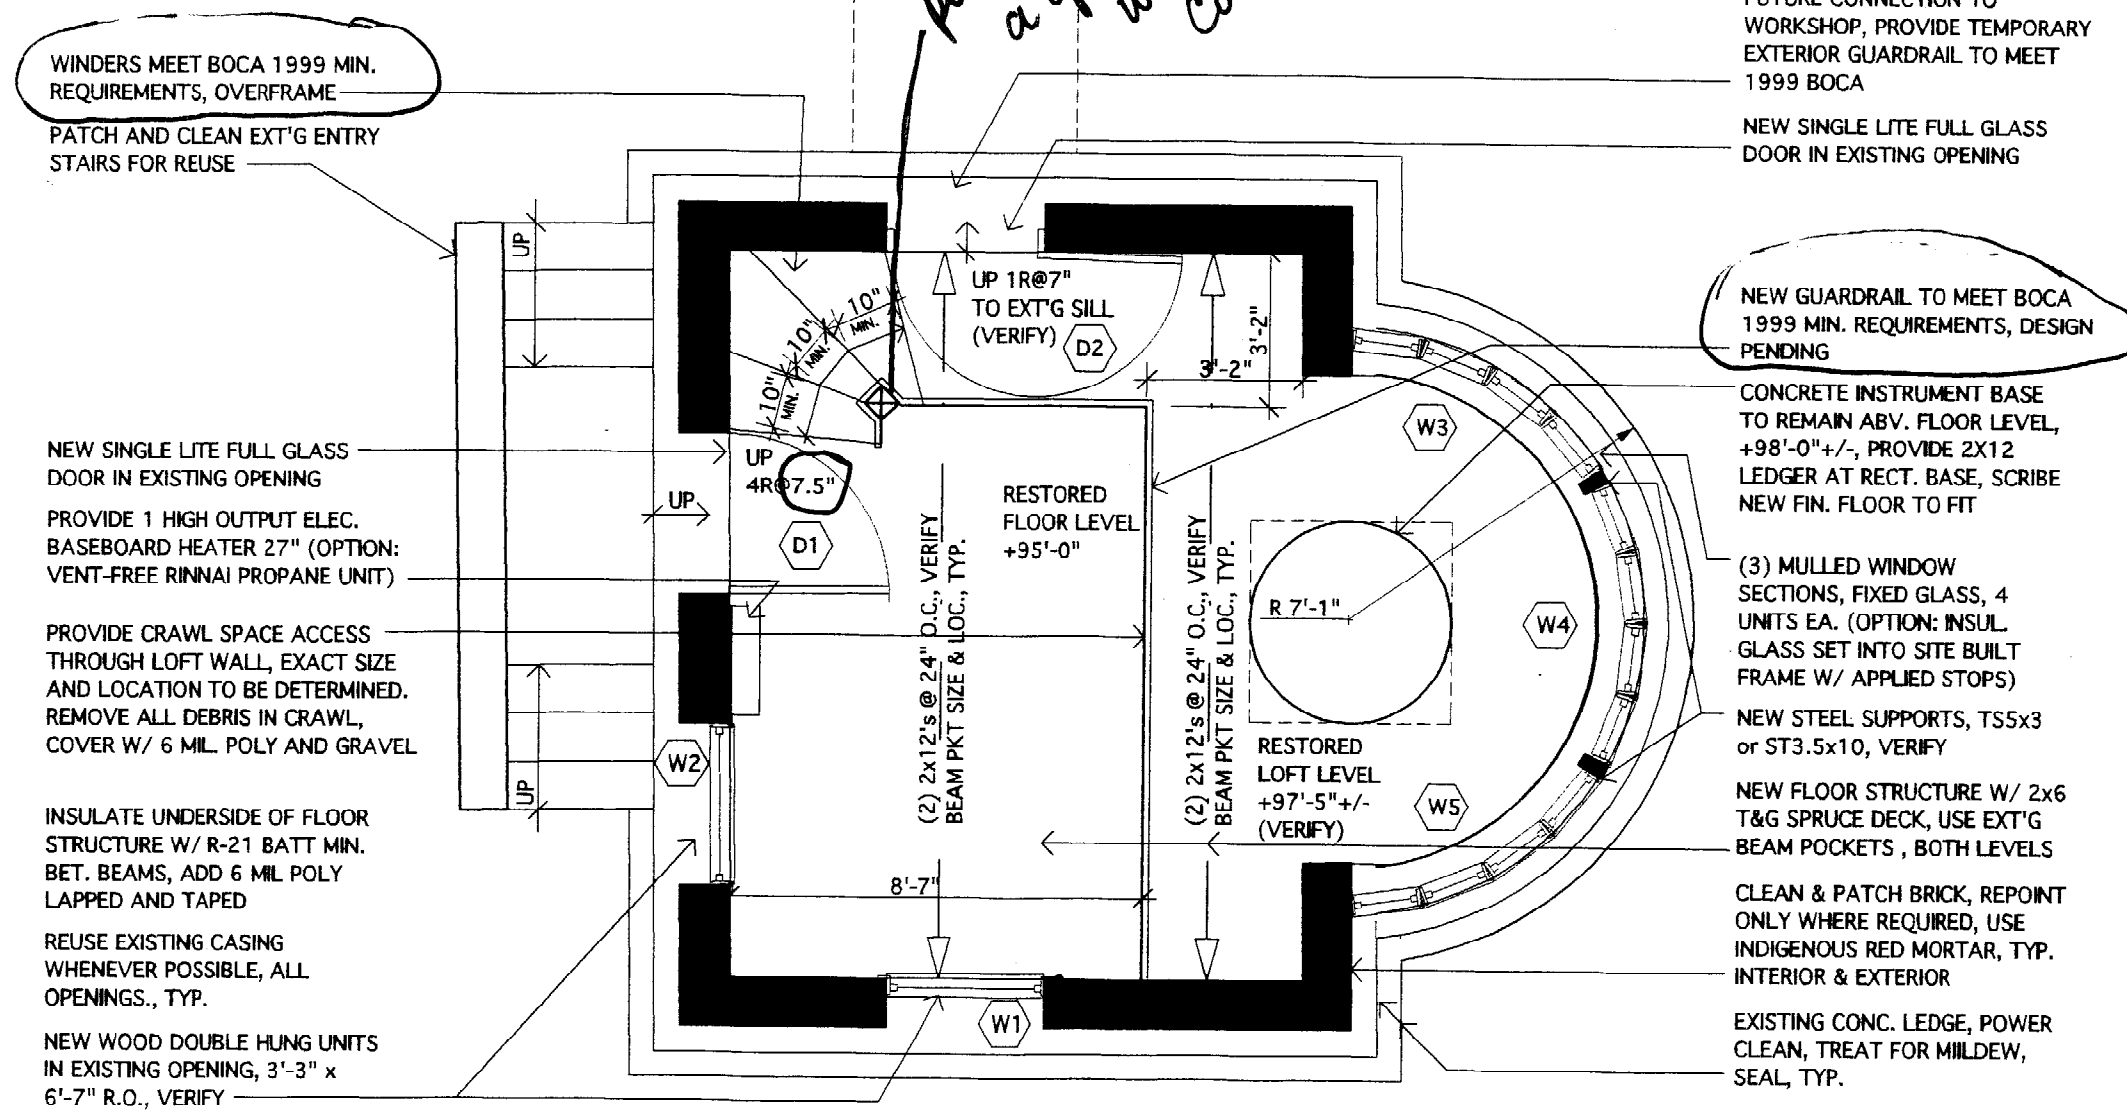 WINDERS MEET BOCA 1999 MIN.
REQUIREMENTS, OVERFRAME
PATCH AND CLEAN EXT'G ENTRY
STAIRS FOR REUSE
NEW SINGLE LITE FULL GLASS
DOOR IN EXISTING OPENING
PROVIDE 1 HIGH OUTPUT ELEC.
BASEBOARD HEATER 27" (OPTION:
VENT-FREE RINNAI PROPANE UNIT)
PROVIDE CRAWL SPACE ACCESS
THROUGH LOFT WALL, EXACT SIZE
AND LOCATION TO BE DETERMINED.
REMOVE ALL DEBRIS IN CRAWL,
COVER W/ 6 MIL POLY AND GRAVEL
INSULATE UNDERSIDE OF FLOOR
STRUCTURE W/ R-21 BATT MIN.
BET. BEAMS, ADD 6 MIL POLY
LAPPED AND TAPED
REUSE EXISTING CASING
WHENEVER POSSIBLE, ALL
OPENINGS., TYP.
NEW WOOD DOUBLE HUNG UNITS
IN EXISTING OPENING, 3'-3" x
6'-7" R.O., VERIFY
UP
UP
UP
10"
MIN.
10"
MIN.
10"
MIN.
UP 1R@7"
TO EXT'G SILL
(VERIFY)
D2
3'-2"
3'-2"
UP
4R@7.5"
D1
RESTORED
FLOOR LEVEL
+95'-0"
(2) 2x12's @ 24" O.C., VERIFY
BEAM PKT SIZE & LOC., TYP.
(2) 2x12's @ 24" O.C., VERIFY
BEAM PKT SIZE & LOC., TYP.
W3
R 7'-1"
W4
W2
RESTORED
LOFT LEVEL
+97'-5"+/-
(VERIFY)
W5
8'-7"
W1
FUTURE CONNECTION TO
WORKSHOP, PROVIDE TEMPORARY
EXTERIOR GUARDRAIL TO MEET
1999 BOCA
NEW SINGLE LITE FULL GLASS
DOOR IN EXISTING OPENING
NEW GUARDRAIL TO MEET BOCA
1999 MIN. REQUIREMENTS, DESIGN
PENDING
CONCRETE INSTRUMENT BASE
TO REMAIN ABV. FLOOR LEVEL,
+98'-0"+/-, PROVIDE 2X12
LEDGER AT RECT. BASE, SCRIBE
NEW FIN. FLOOR TO FIT
(3) MULLED WINDOW
SECTIONS, FIXED GLASS, 4
UNITS EA. (OPTION: INSUL.
GLASS SET INTO SITE BUILT
FRAME W/ APPLIED STOPS)
NEW STEEL SUPPORTS, TS5x3
or ST3.5x10, VERIFY
NEW FLOOR STRUCTURE W/ 2x6
T&G SPRUCE DECK, USE EXT'G
BEAM POCKETS , BOTH LEVELS
CLEAN & PATCH BRICK, REPOINT
ONLY WHERE REQUIRED, USE
INDIGENOUS RED MORTAR, TYP.
INTERIOR & EXTERIOR
EXISTING CONC. LEDGE, POWER
CLEAN, TREAT FOR MIILDEW,
SEAL, TYP.